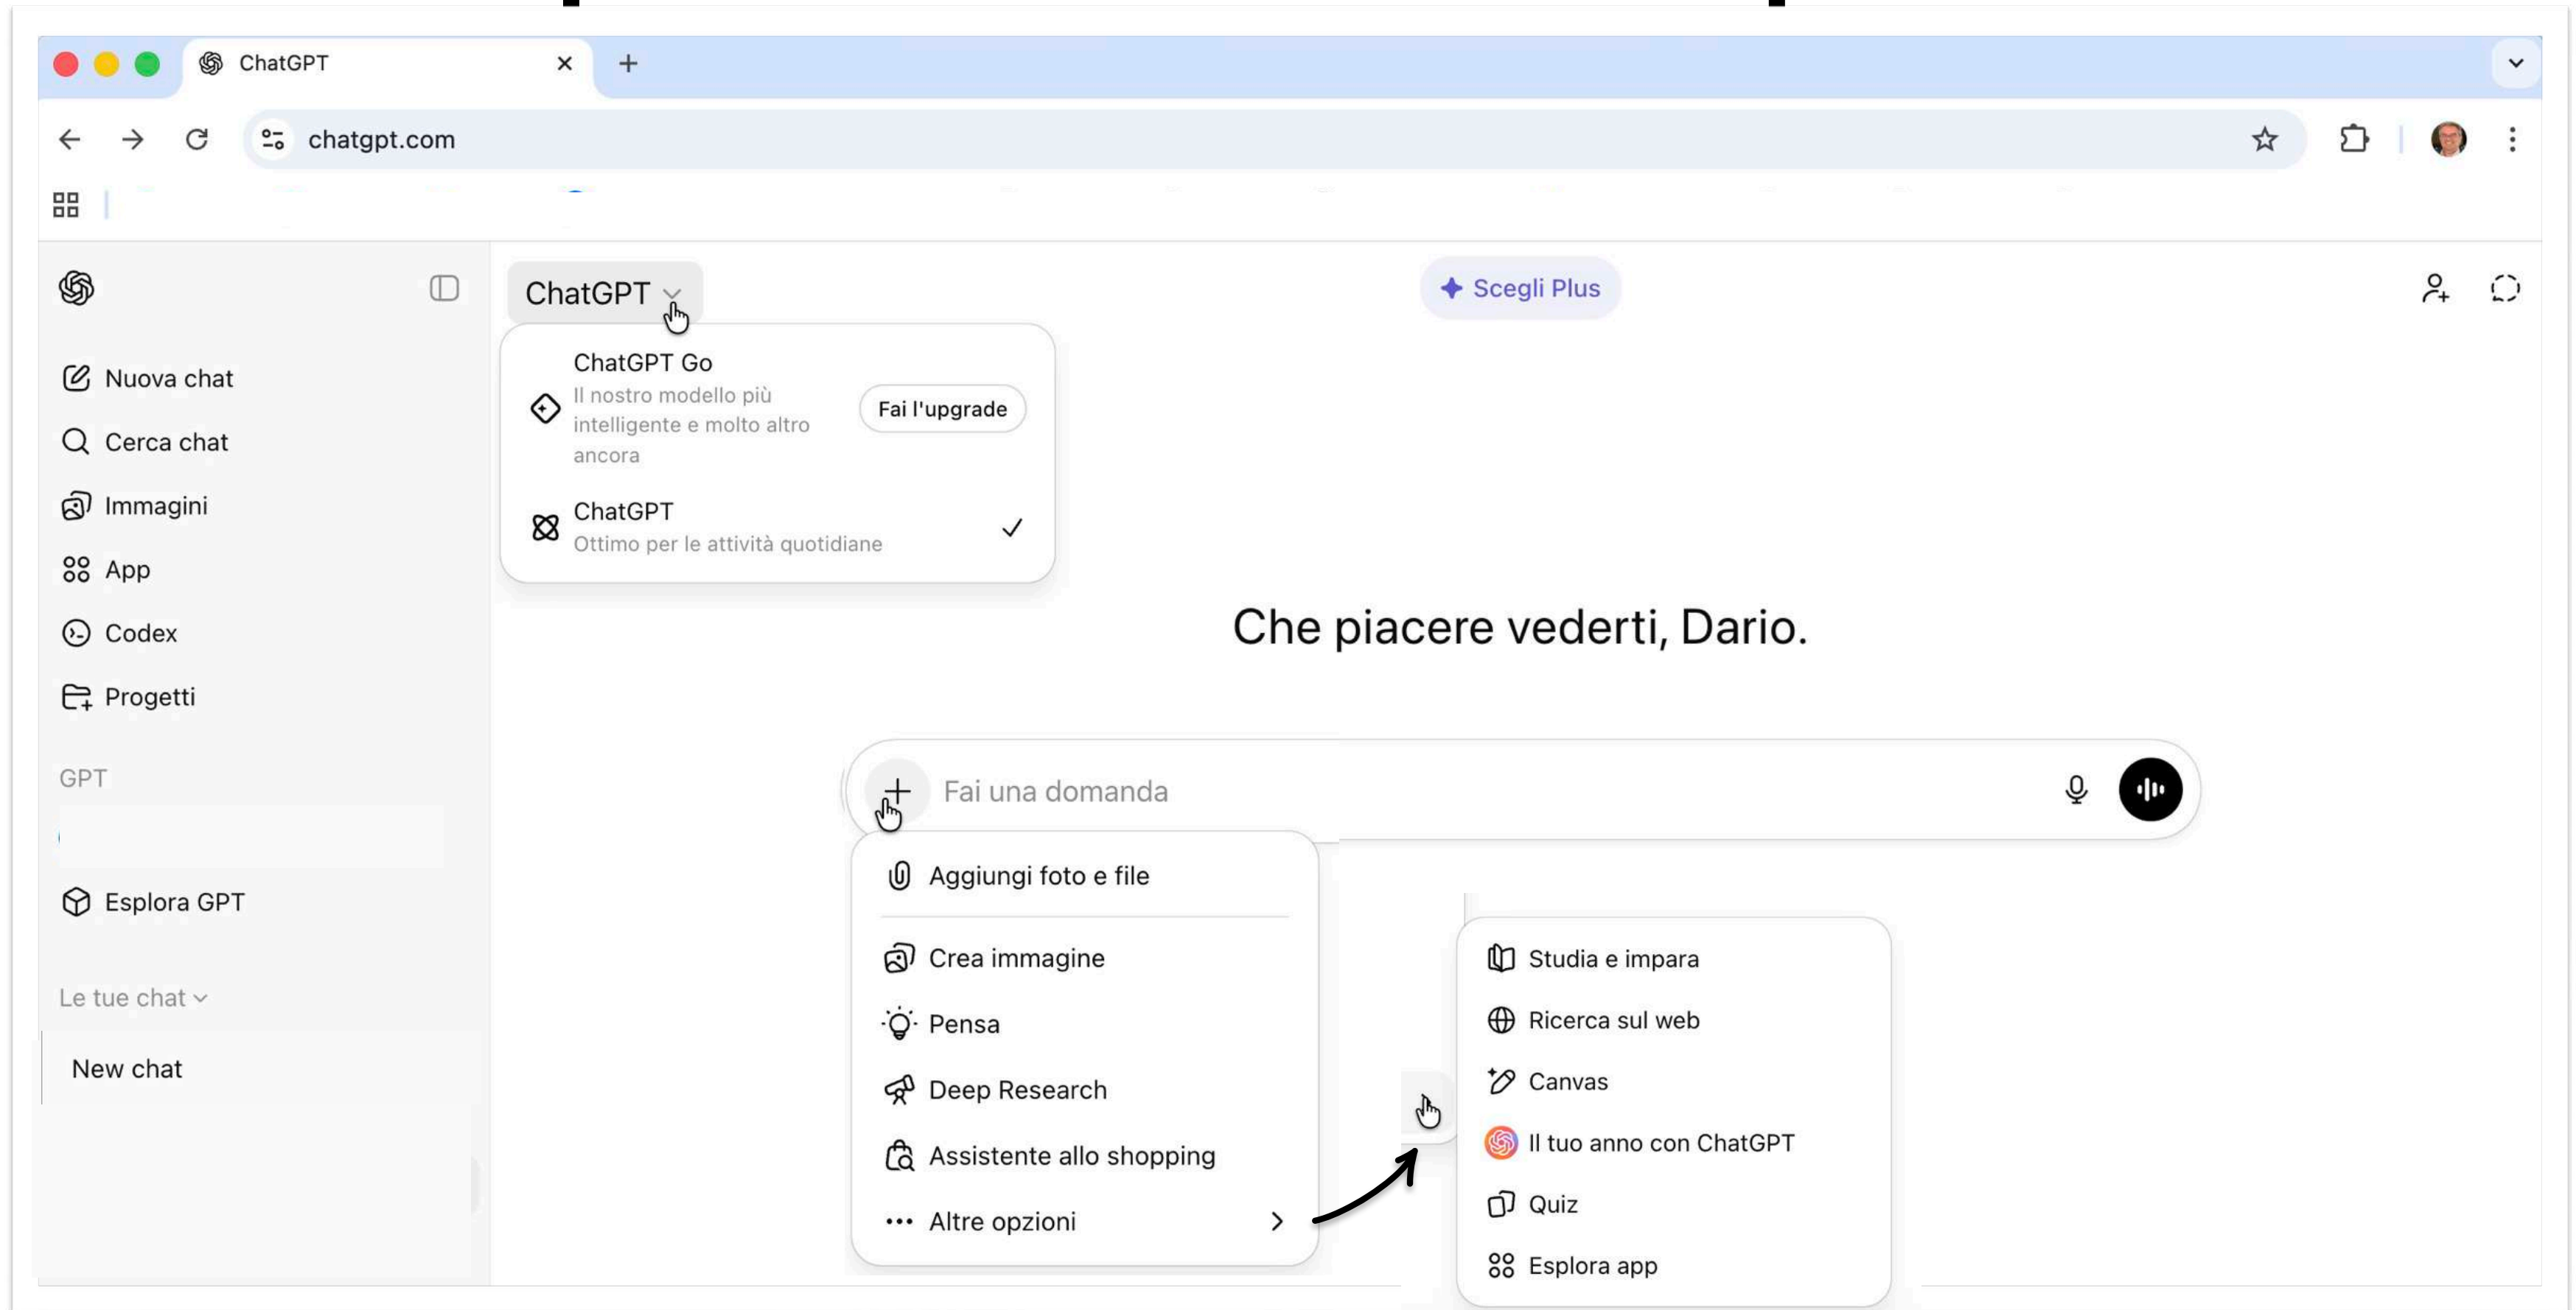 ChatGPT
chatgpt.com
ChatGPT
Scegli Plus
ChatGPT Go
Il nostro modello più
intelligente e molto altro
ancora
Fai l'upgrade
ChatGPT
Ottimo per le attività quotidiane
Nuova chat
Cerca chat
Immagini
App
Codex
Progetti
GPT
Esplora GPT
Le tue chat
New chat
Che piacere vederti, Dario.
Fai una domanda
Aggiungi foto e file
Crea immagine
Pensa
Deep Research
Assistente allo shopping
Altre opzioni
Studia e impara
Ricerca sul web
Canvas
Il tuo anno con ChatGPT
Quiz
Esplora app